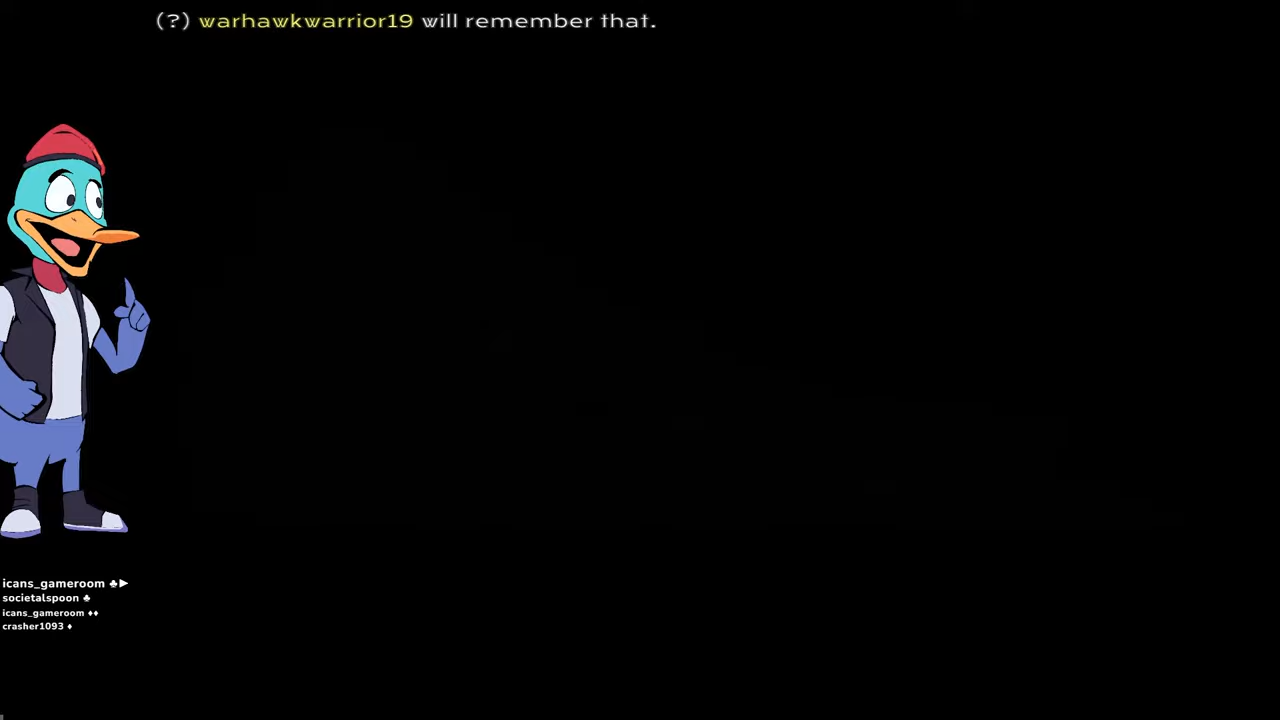 (?) warhawkwarrior19 will remember that.
icans_gameroom ♣▶
societalspoon ♣
icans_gameroom ♦♦
crasher1093 ♦